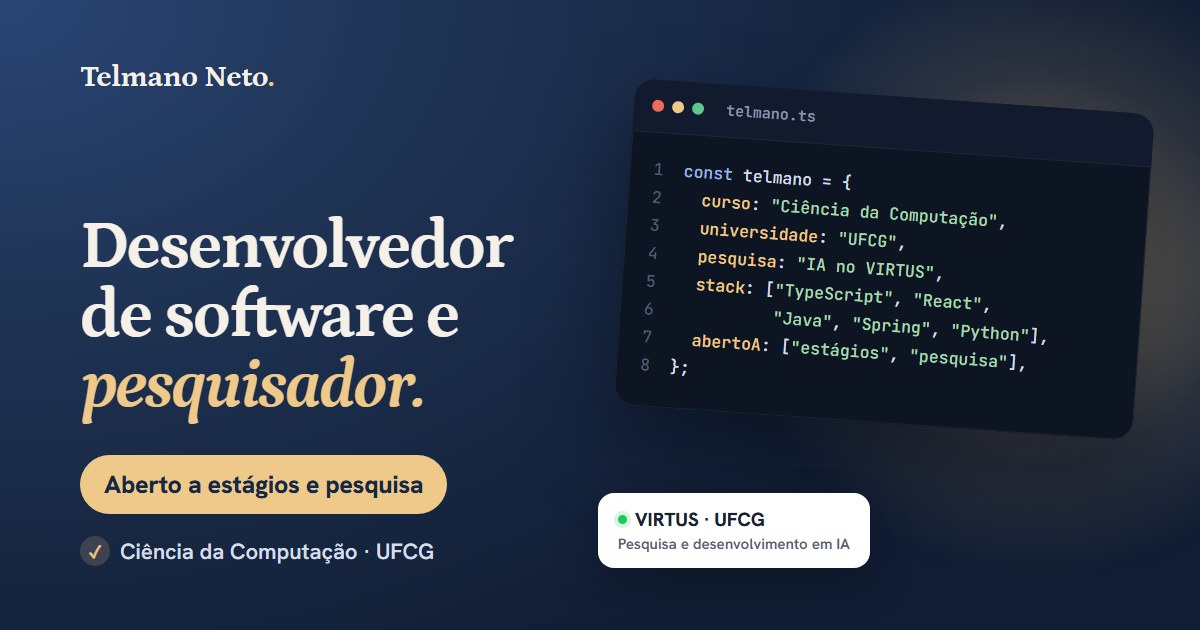 Telmano Neto.
Desenvolvedor
de software e
pesquisador.
Aberto a estágios e pesquisa
✓ Ciência da Computação · UFCG
telmano.ts
1 const telmano = {
2 curso: "Ciência da Computação",
3 universidade: "UFCG",
4 pesquisa: "IA no VIRTUS",
5 stack: ["TypeScript", "React",
6 "Java", "Spring", "Python"],
7 abertoA: ["estágios", "pesquisa"],
8 };
VIRTUS · UFCG
Pesquisa e desenvolvimento em IA